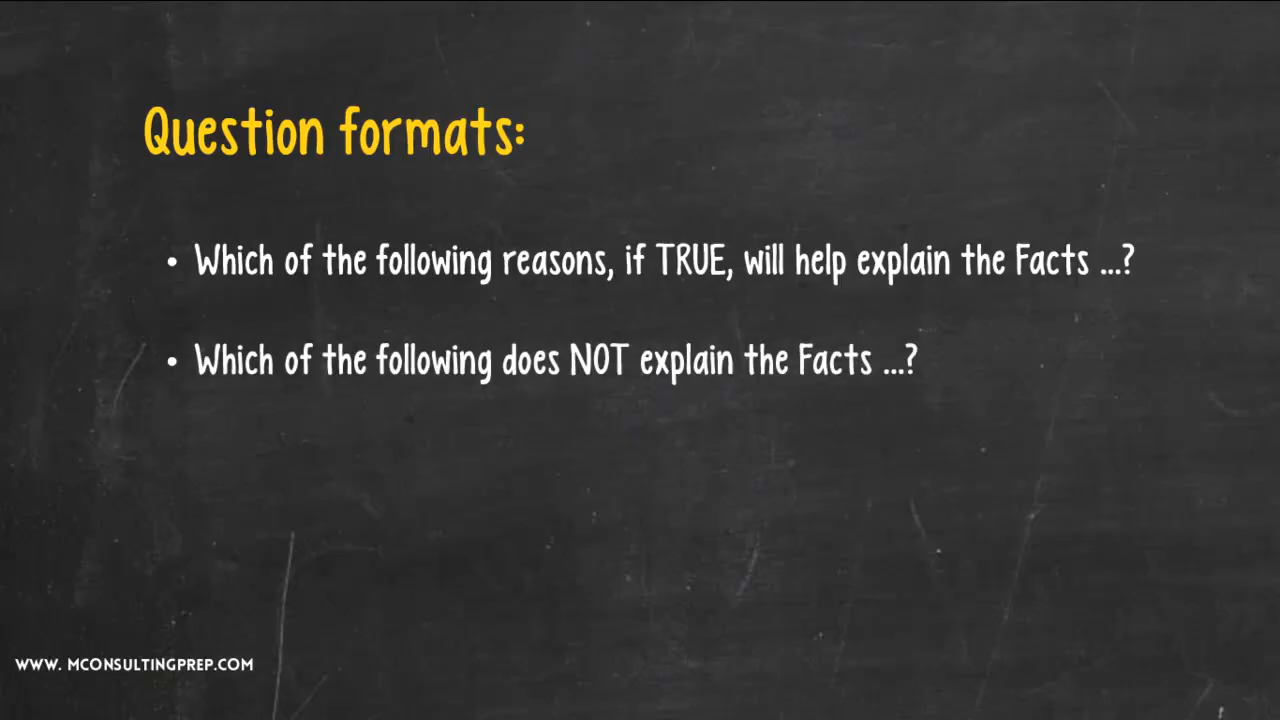 Question formats:
• Which of the following reasons, if TRUE, will help explain the Facts ...?
• Which of the following does NOT explain the Facts ...?
WWW. MCONSULTINGPREP.COM